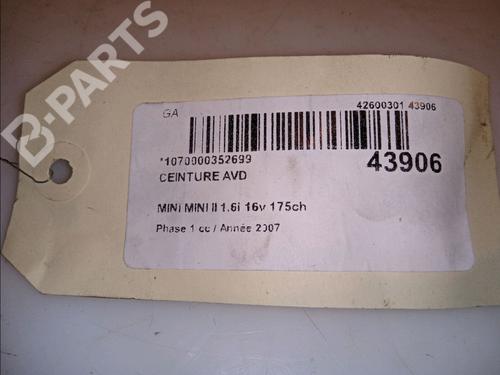 B-PARTS
GA
42600301 43906
*1070000352699
43906
CEINTURE AVD
MINI MINI II 1.6i 16v 175ch
Phase 1 cc / Année 2007